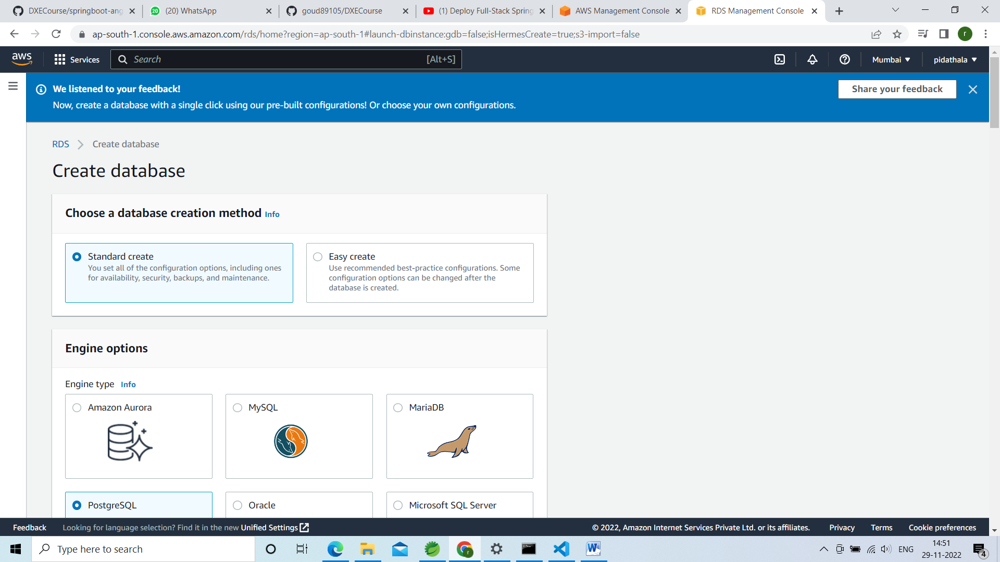 DXECourse/springboot-ang
20
(20) WhatsApp
goud89105/DXECourse
(1) Deploy Full-Stack Spring
AWS Management Console
RDS Management Console
ap-south-1.console.aws.amazon.com/rds/home?region=ap-south-1#launch-dbinstance:gdb=false;isHermesCreate=true;s3-import=false
r
aws
Services
Search
[Alt+S]
Mumbai
pidathala
We listened to your feedback!
Now, create a database with a single click using our pre-built configurations! Or choose your own configurations.
Share your feedback
RDS
Create database
Create database
Choose a database creation method Info
Standard create
You set all of the configuration options, including ones
for availability, security, backups, and maintenance.
Easy create
Use recommended best-practice configurations. Some
configuration options can be changed after the
database is created.
Engine options
Engine type Info
Amazon Aurora
MySQL
MariaDB
PostgreSQL
Oracle
Microsoft SQL Server
Feedback
Looking for language selection? Find it in the new Unified Settings
© 2022, Amazon Internet Services Private Ltd. or its affiliates.
Privacy
Terms
Cookie preferences
Type here to search
r
W
ENG
14:51
29-11-2022
4